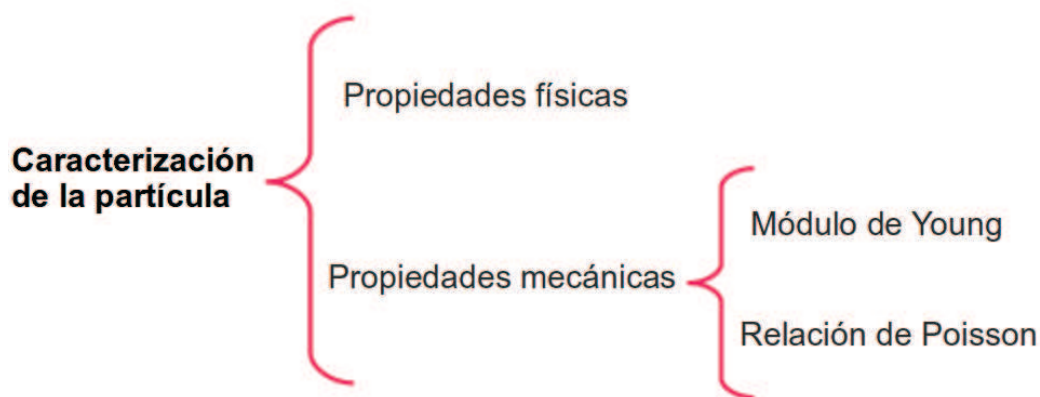 Propiedades físicas
Caracterización
de la partícula
Módulo de Young
Propiedades mecánicas
Relación de Poisson